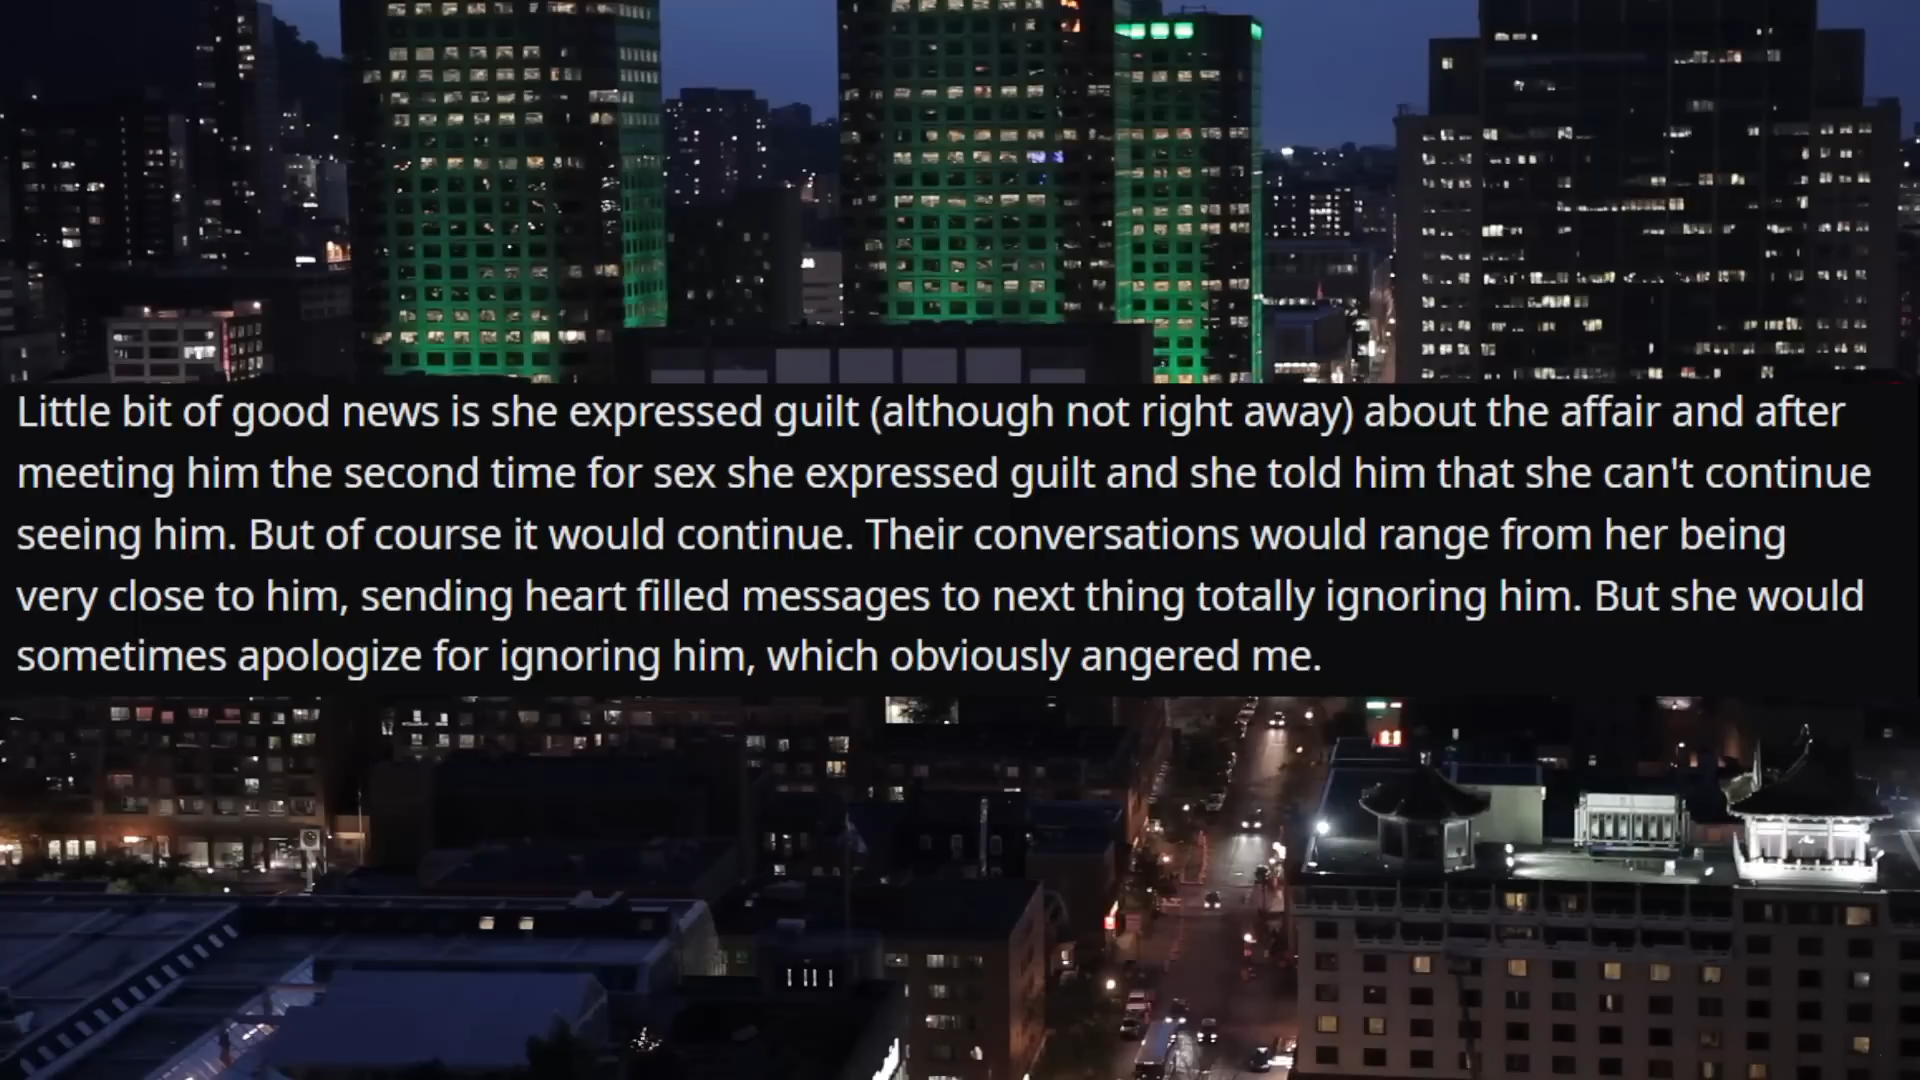 Little bit of good news is she expressed guilt (although not right away) about the affair and after
meeting him the second time for sex she expressed guilt and she told him that she can't continue
seeing him. But of course it would continue. Their conversations would range from her being
very close to him, sending heart filled messages to next thing totally ignoring him. But she would
sometimes apologize for ignoring him, which obviously angered me.